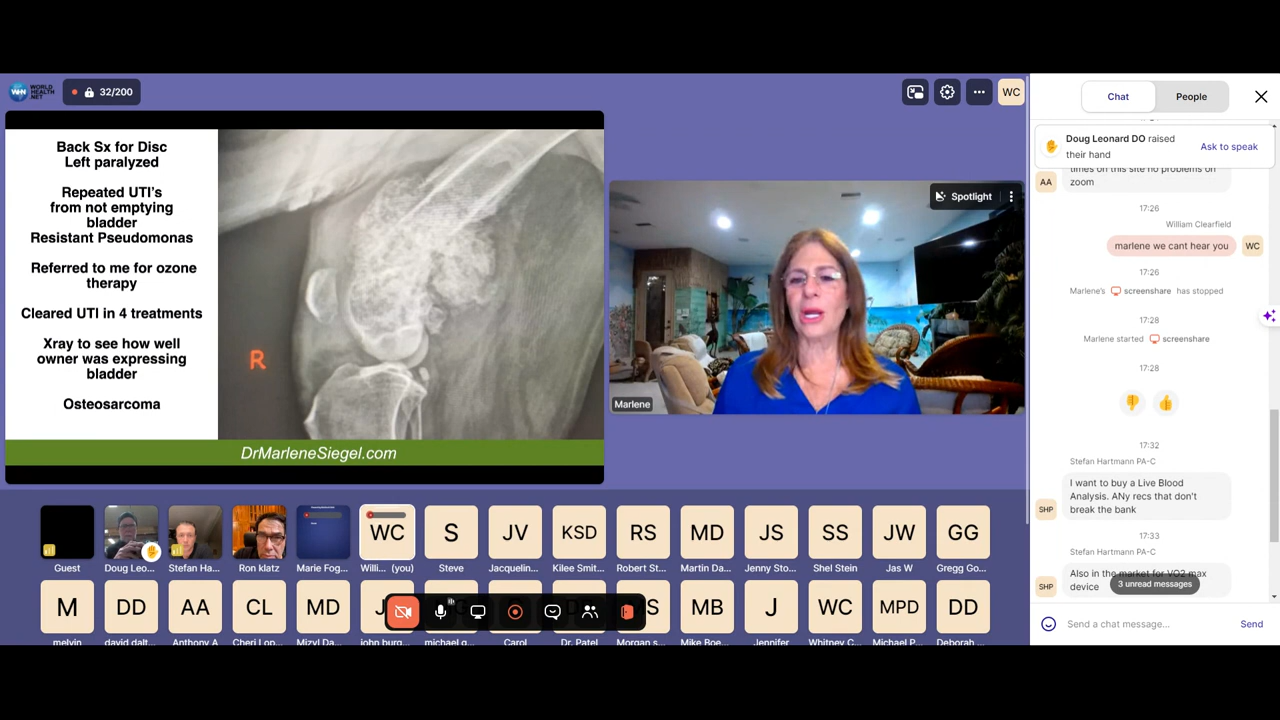 WORLD
HEALTH
NET
32/200
WC
Back Sx for Disc
Left paralyzed
Repeated UTI's
from not emptying
bladder
Resistant Pseudomonas
Referred to me for ozone
therapy
Cleared UTI in 4 treatments
Xray to see how well
owner was expressing
bladder
Osteosarcoma
R
DrMarleneSiegel.com
Spotlight
Marlene
Chat
People
Doug Leonard DO raised
their hand
Ask to speak
times on this site no problems on
zoom
AA
17:26
William Clearfield
marlene we cant hear you
WC
17:26
Marlene's screenshare has stopped
17:28
Marlene started screenshare
17:28
17:32
Stefan Hartmann PA-C
I want to buy a Live Blood
Analysis. ANy recs that don't
break the bank
SHP
17:33
Stefan Hartmann PA-C
Also in the market for VO2 max
device
SHP
3 unread messages
Send a chat message...
Send
WC
S
JV
KSD
RS
MD
JS
SS
JW
GG
Guest
Doug Leo...
Stefan Ha...
Ron klatz
Marie Fog...
Willi... (you)
Steve
Jacquelin...
Kilee Smit...
Robert St...
Martin Da...
Jenny Sto...
Shel Stein
Jas W
Gregg Go...
M
DD
AA
CL
MD
J
S
MB
J
WC
MPD
DD
melvin
david dalt...
Anthony A
Cheri Lop...
Mizyl Da...
john burg...
michael g...
Carol
Dr. Patel
Morgan s...
Mike Boe...
Jennifer
Whitney C...
Michael P...
Deborah ...